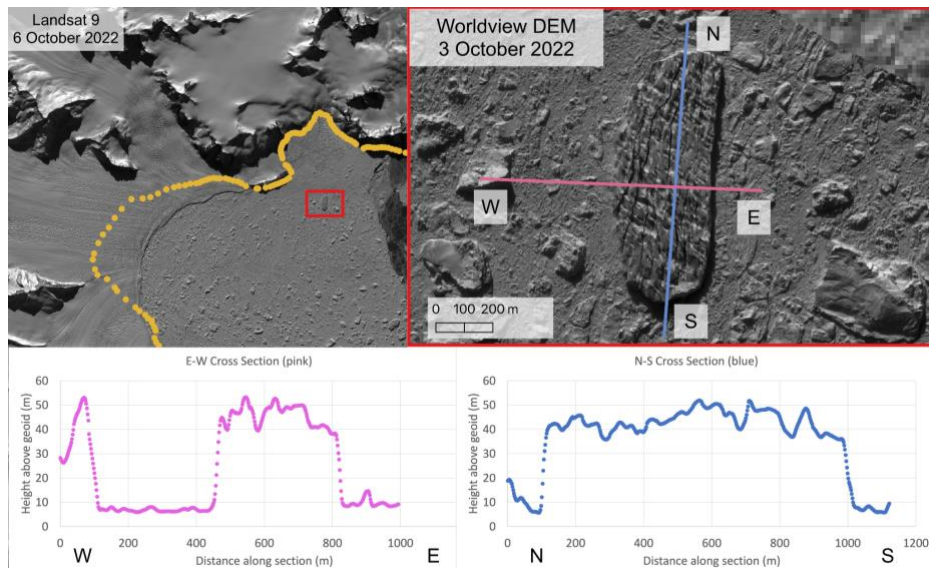 Landsat 9
6 October 2022
Worldview DEM
3 October 2022
N
W
E
S
0 100 200 m
E-W Cross Section (pink)
Height above geoid (m)
60
50
40
30
20
10
0
0 200 400 600 800 1000
W E
Distance along section (m)
N-S Cross Section (blue)
Height above geoid (m)
60
50
40
30
20
10
0
0 200 400 600 800 1000 1200
N S
Distance along section (m)